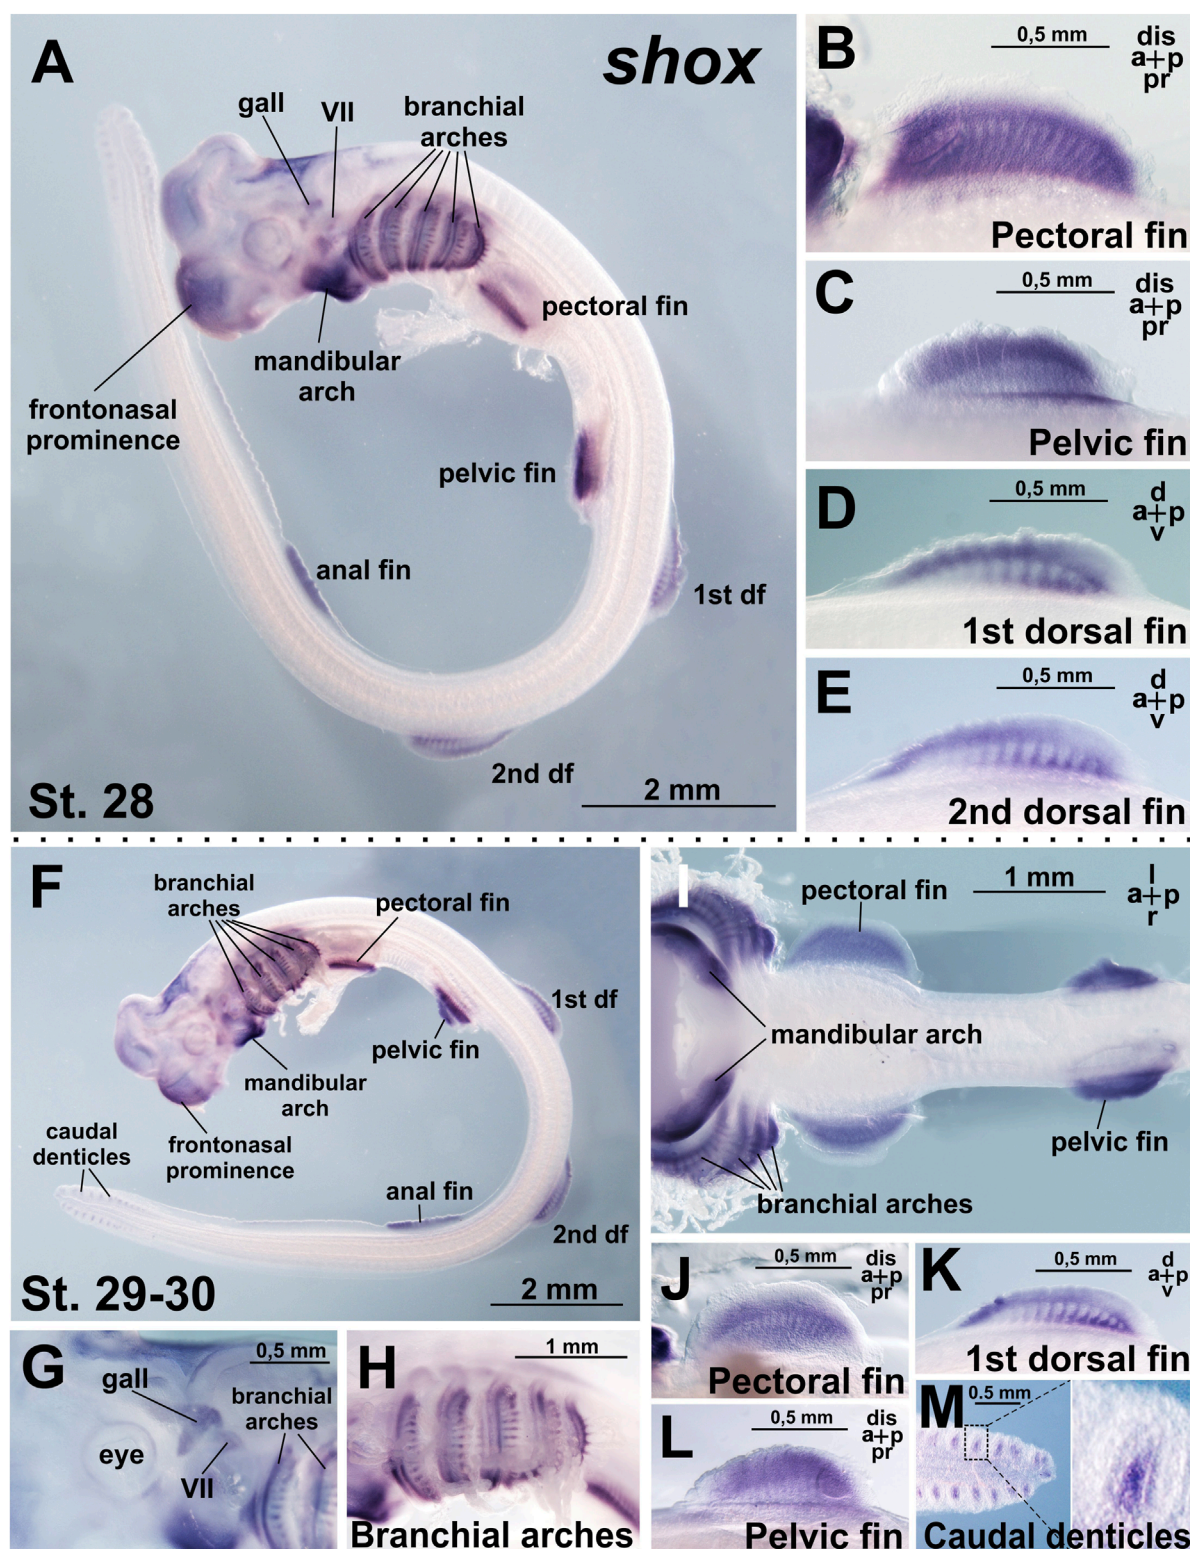 A
shox
gall
VII
branchial
arches
pectoral fin
mandibular
arch
frontonasal
prominence
pelvic fin
anal fin
1st df
2nd df
St. 28
2 mm
B
0,5 mm
dis
a+p
pr
Pectoral fin
C
0,5 mm
dis
a+p
pr
Pelvic fin
D
0,5 mm
d
a+p
v
1st dorsal fin
E
0,5 mm
d
a+p
v
2nd dorsal fin
F
branchial
arches
pectoral fin
1st df
pelvic fin
mandibular
arch
caudal
denticles
frontonasal
prominence
anal fin
2nd df
St. 29-30
2 mm
G
0,5 mm
gall
branchial
arches
eye
VII
H
1 mm
Branchial arches
I
pectoral fin
1 mm
l
a+p
r
mandibular arch
pelvic fin
branchial arches
J
0,5 mm
dis
a+p
pr
Pectoral fin
K
0,5 mm
d
a+p
v
1st dorsal fin
L
0,5 mm
dis
a+p
pr
Pelvic fin
M
0.5 mm
Caudal denticles